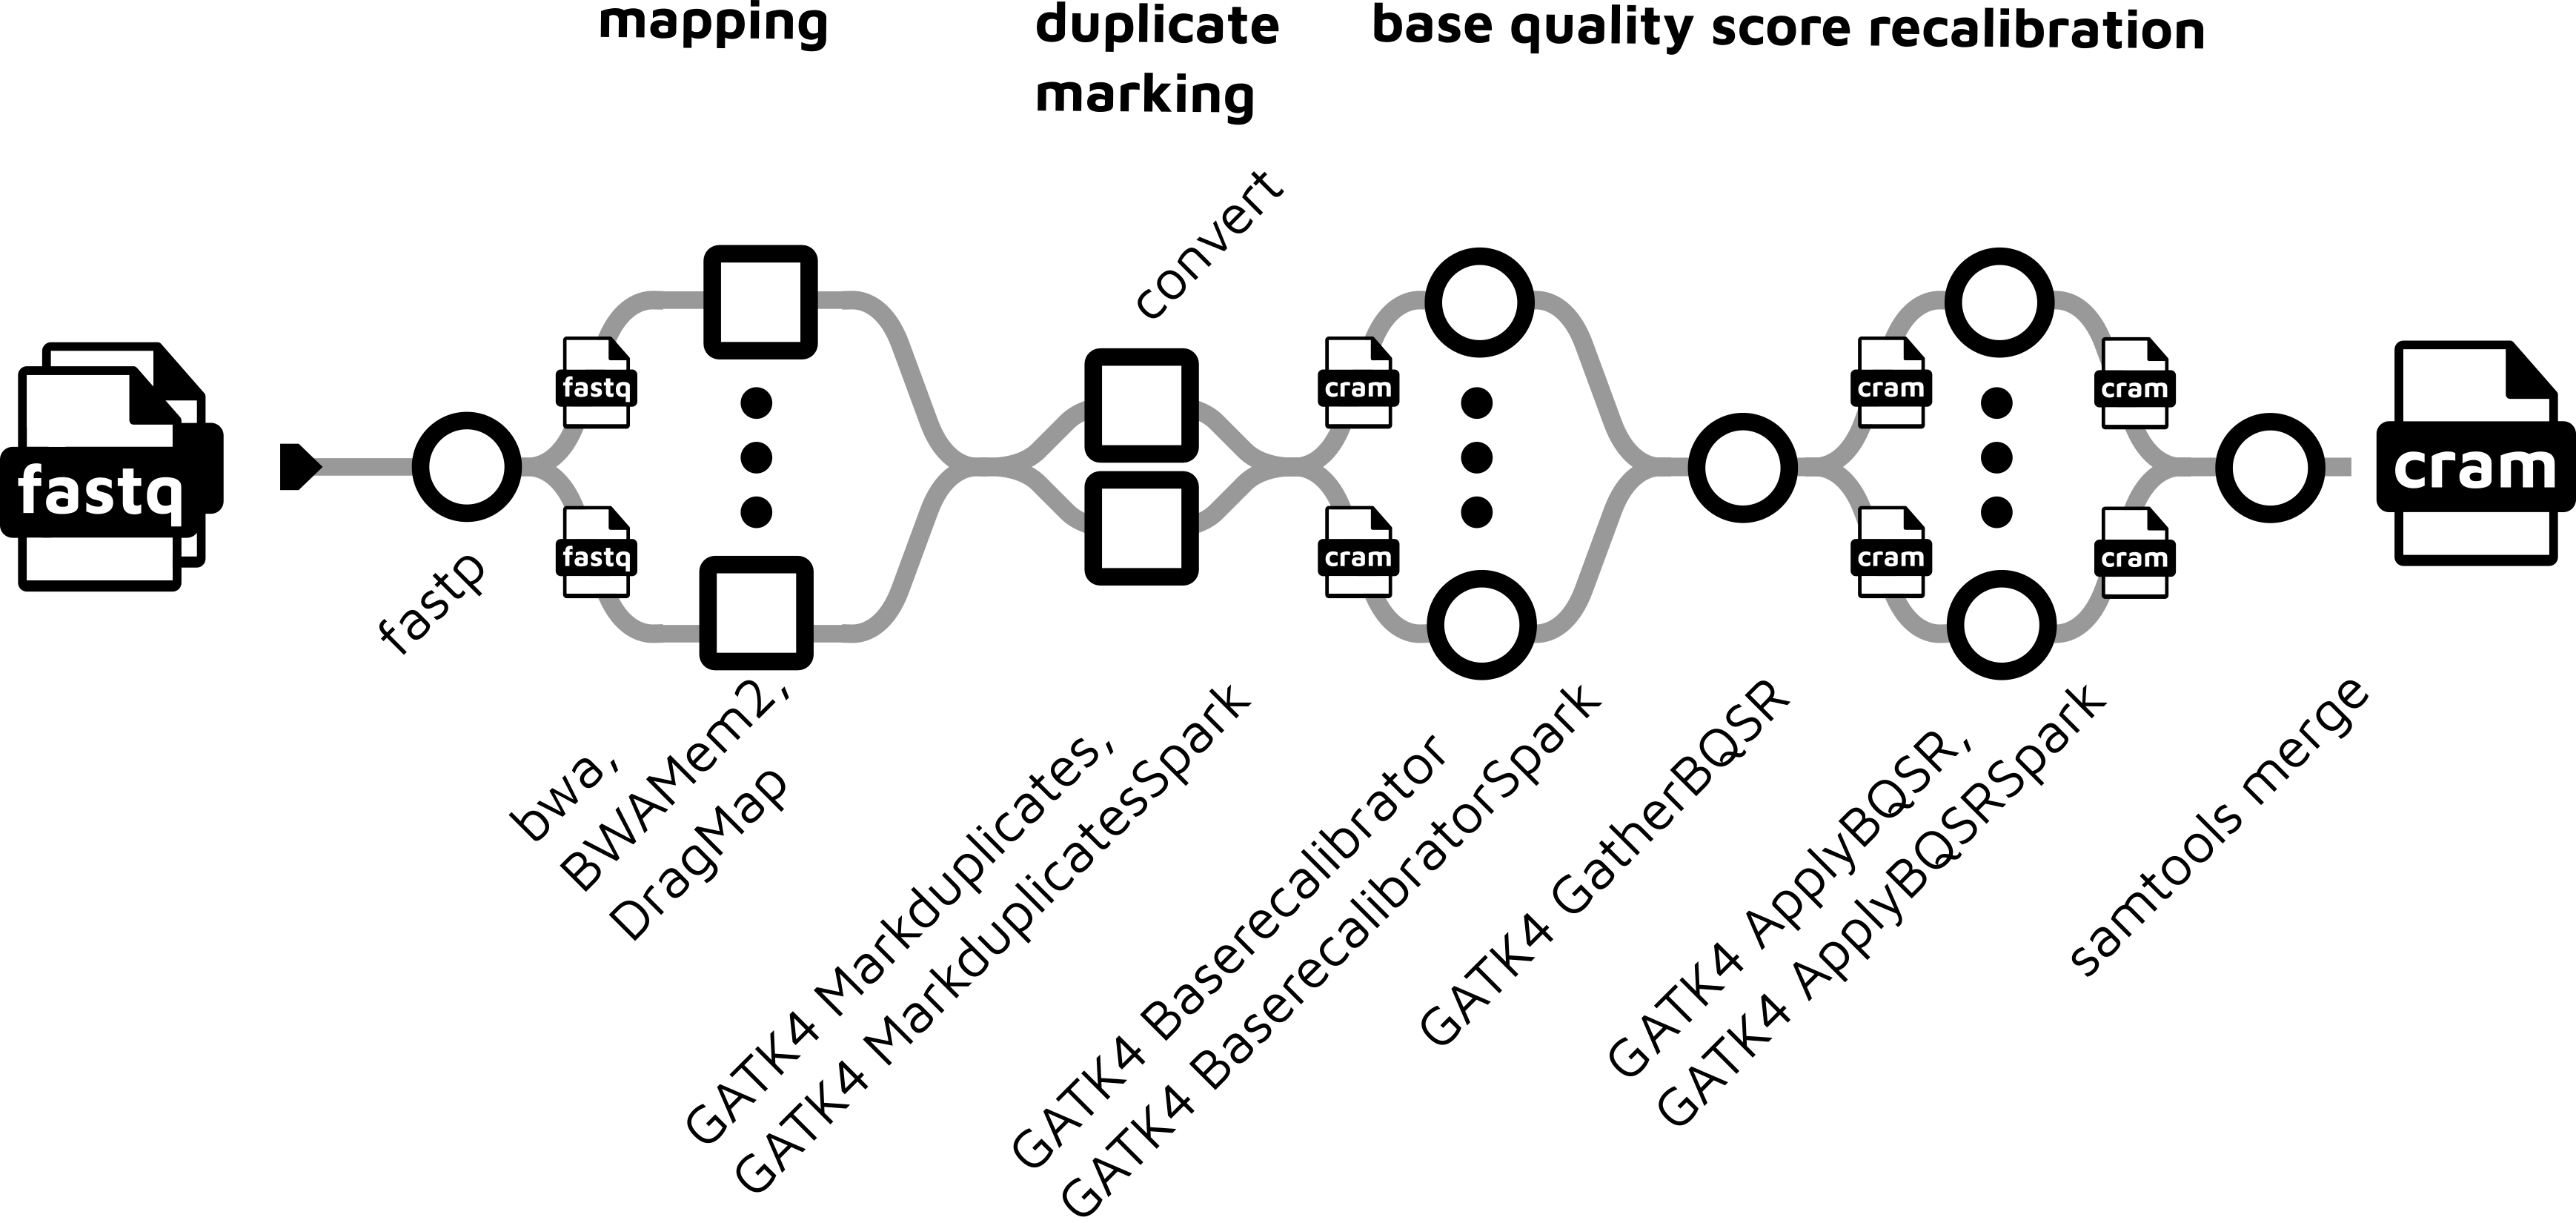 mapping
duplicate
marking
base quality score recalibration
convert
fastq
fastp
fastq
fastq
bwa,
BWAMem2,
DragMap
GATK4 Markduplicates,
GATK4 MarkduplicatesSpark
cram
cram
GATK4 Baserecalibrator
GATK4 BaserecalibratorSpark
GATK4 GatherBQSR
cram
cram
GATK4 ApplyBQSR,
GATK4 ApplyBQSRSpark
cram
cram
samtools merge
cram